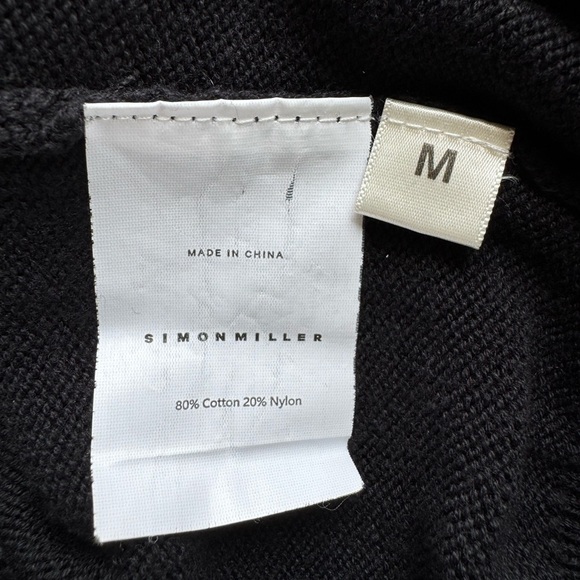 M
MADE IN CHINA
SIMONMILLER
80% Cotton 20% Nylon